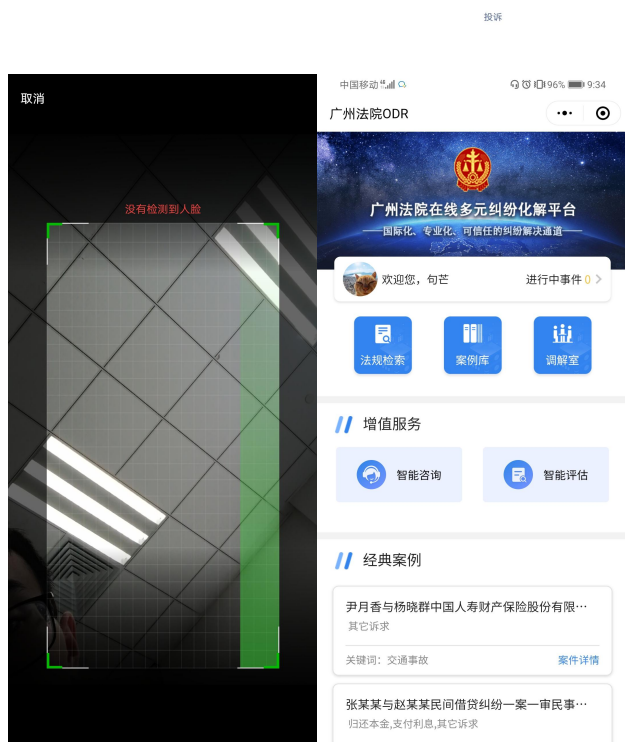 投诉
取消
没有检测到人脸
中国移动 96% 9:34
广州法院ODR
广州法院在线多元纠纷化解平台
国际化、专业化、可信任的纠纷解决通道
欢迎您，句芒 进行中事件 0
法规检索 案例库 调解室
增值服务
智能咨询 智能评估
经典案例
尹月香与杨晓群中国人寿财产保险股份有限…
其它诉求
关键词：交通事故 案件详情
张某某与赵某某民间借贷纠纷一案一审民事…
归还本金,支付利息,其它诉求